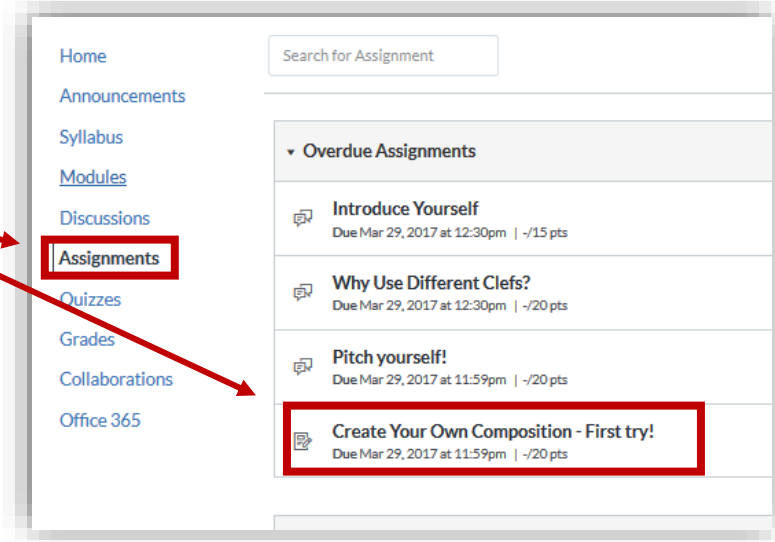 Home
Announcements
Syllabus
Modules
Discussions
Assignments
Quizzes
Grades
Collaborations
Office 365
Search for Assignment
Overdue Assignments
Introduce Yourself
Due Mar 29, 2017 at 12:30pm | -/15 pts
Why Use Different Clefs?
Due Mar 29, 2017 at 12:30pm | -/20 pts
Pitch yourself!
Due Mar 29, 2017 at 11:59pm | -/20 pts
Create Your Own Composition - First try!
Due Mar 29, 2017 at 11:59pm | -/20 pts